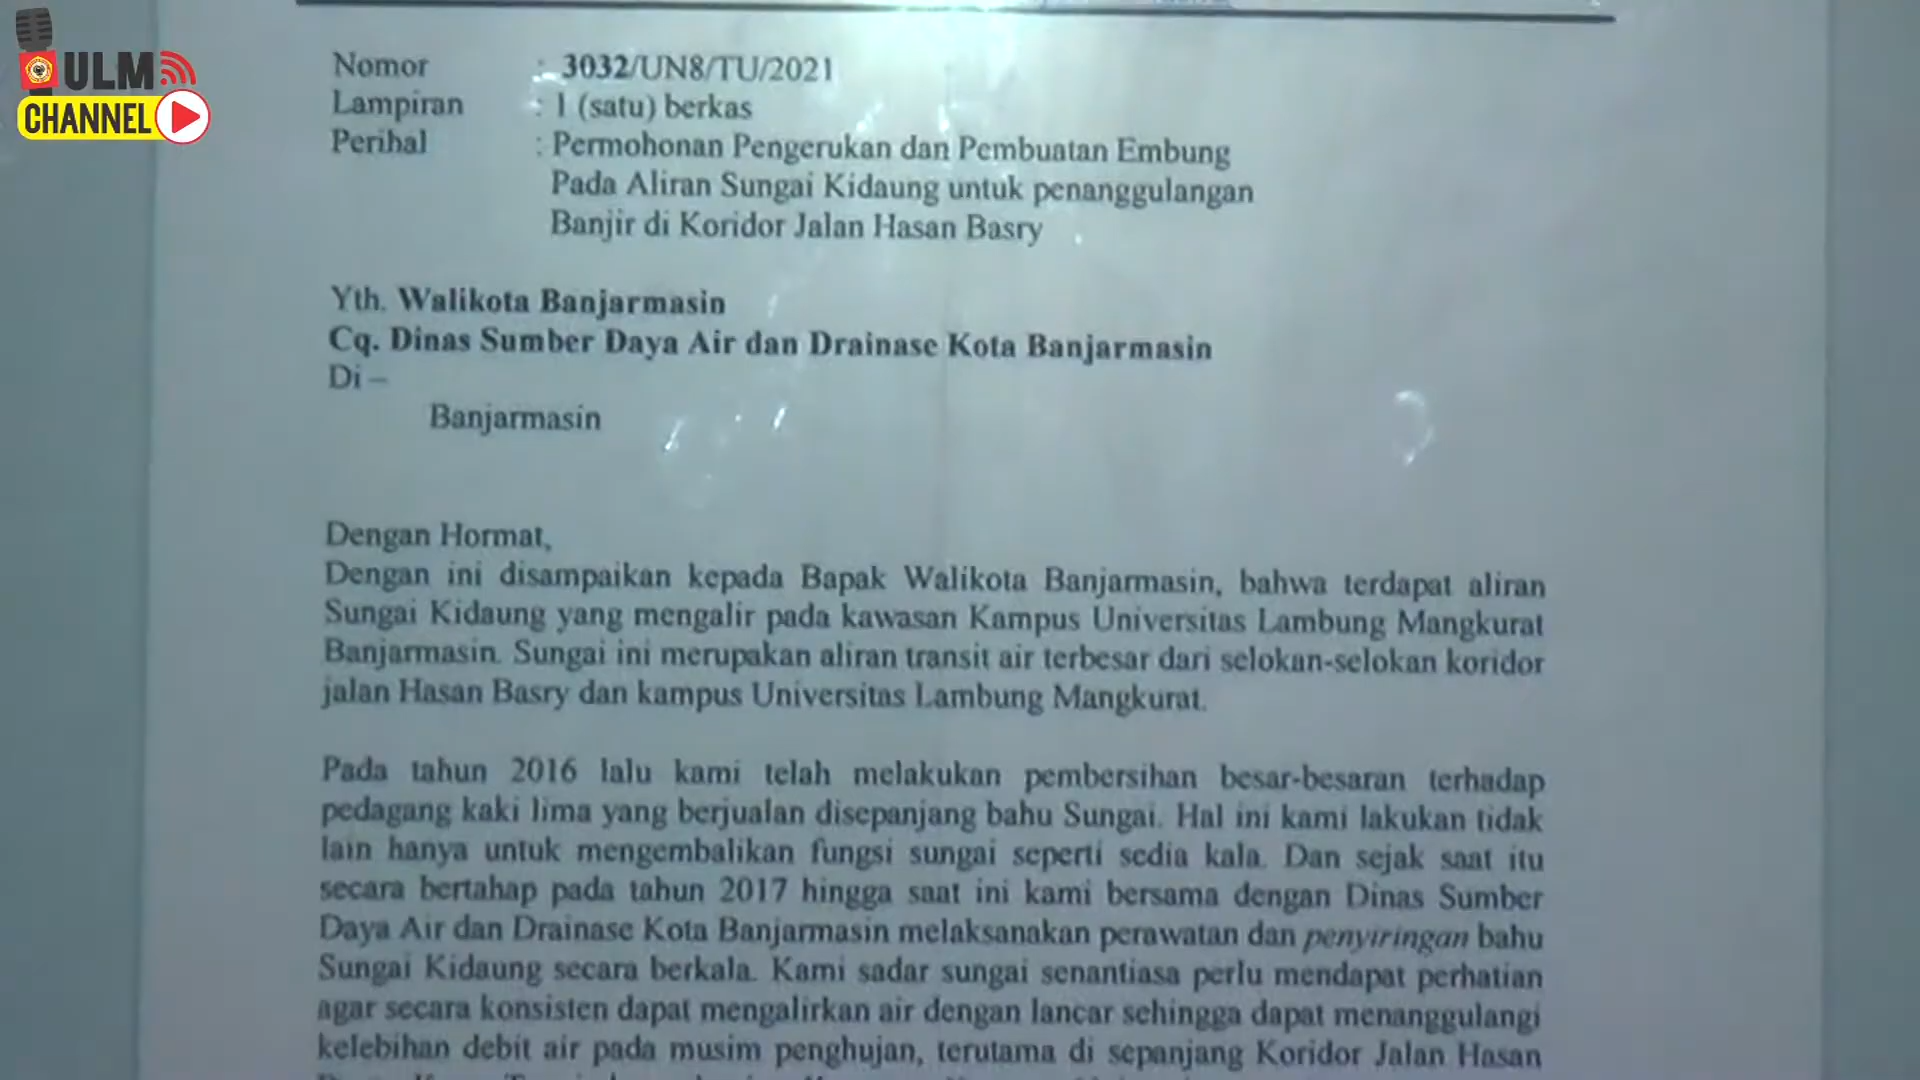 ULM
CHANNEL
Nomor : 3032/UN8/TU/2021
Lampiran : 1 (satu) berkas
Perihal : Permohonan Pengerukan dan Pembuatan Embung
Pada Aliran Sungai Kidaung untuk penanggulangan
Banjir di Koridor Jalan Hasan Basry
Yth. Walikota Banjarmasin
Cq. Dinas Sumber Daya Air dan Drainase Kota Banjarmasin
Di –
Banjarmasin
Dengan Hormat,
Dengan ini disampaikan kepada Bapak Walikota Banjarmasin, bahwa terdapat aliran
Sungai Kidaung yang mengalir pada kawasan Kampus Universitas Lambung Mangkurat
Banjarmasin. Sungai ini merupakan aliran transit air terbesar dari selokan-selokan koridor
jalan Hasan Basry dan kampus Universitas Lambung Mangkurat.
Pada tahun 2016 lalu kami telah melakukan pembersihan besar-besaran terhadap
pedagang kaki lima yang berjualan disepanjang bahu Sungai. Hal ini kami lakukan tidak
lain hanya untuk mengembalikan fungsi sungai seperti sedia kala. Dan sejak saat itu
secara bertahap pada tahun 2017 hingga saat ini kami bersama dengan Dinas Sumber
Daya Air dan Drainase Kota Banjarmasin melaksanakan perawatan dan penyiringan bahu
Sungai Kidaung secara berkala. Kami sadar sungai senantiasa perlu mendapat perhatian
agar secara konsisten dapat mengalirkan air dengan lancar sehingga dapat menanggulangi
kelebihan debit air pada musim penghujan, terutama di sepanjang Koridor Jalan Hasan